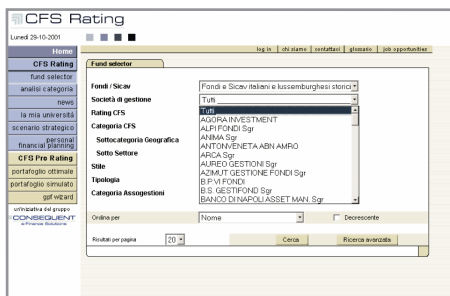 CFS Rating
Lunedì 29-10-2001
log in | chi siamo | contattaci | glossario | job opportunities
Home
CFS Rating
fund selector
analisi categoria
news
la mia università
scenario strategico
personal
financial planning
CFS Pro Rating
portafoglio ottimale
portafoglio simulato
gpf wizard
un'iniziativa del gruppo
CONSEQUENT
e-Finance Solutions
Fund selector
Fondi / Sicav
Fondi e Sicav italiani e lussemburghesi storici
Società di gestione
Tutti
Rating CFS
Categoria CFS
Sottocategoria Geografica
Sotto Settore
Stile
Tipologia
Categoria Assogestioni
Tutti
AGORA INVESTMENT
ALPI FONDI Sgr
ANIMA Sgr
ANTONVENETA ABN AMRO
ARCA Sgr
AUREO GESTIONI Sgr
AZIMUT GESTIONE FONDI Sgr
B.P.VI FONDI
B.S. GESTIFOND Sgr
BANCO DI NAPOLI ASSET MAN. Sgr
Ordina per
Nome
Decrescente
Risultati per pagina
20
Cerca
Ricerca avanzata